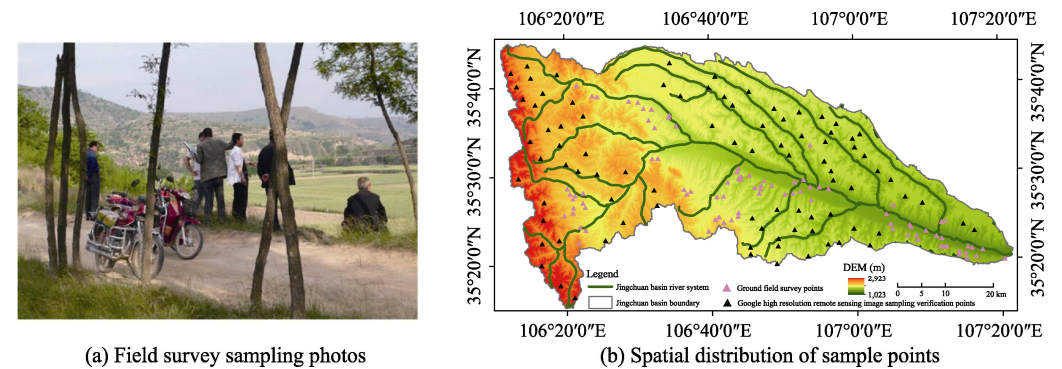 106°20′0″E 106°40′0″E 107°0′0″E 107°20′0″E
35°40′0″N 35°30′0″N 35°20′0″N
35°40′0″N 35°30′0″N 35°20′0″N
Legend
Jingchuan basin river system
Ground field survey points
Jingchuan basin boundary
Google high resolution remote sensing image sampling verification points
DEM (m)
2,923
1,023
0 5 10 20 km
106°20′0″E 106°40′0″E 107°0′0″E 107°20′0″E
(a) Field survey sampling photos
(b) Spatial distribution of sample points